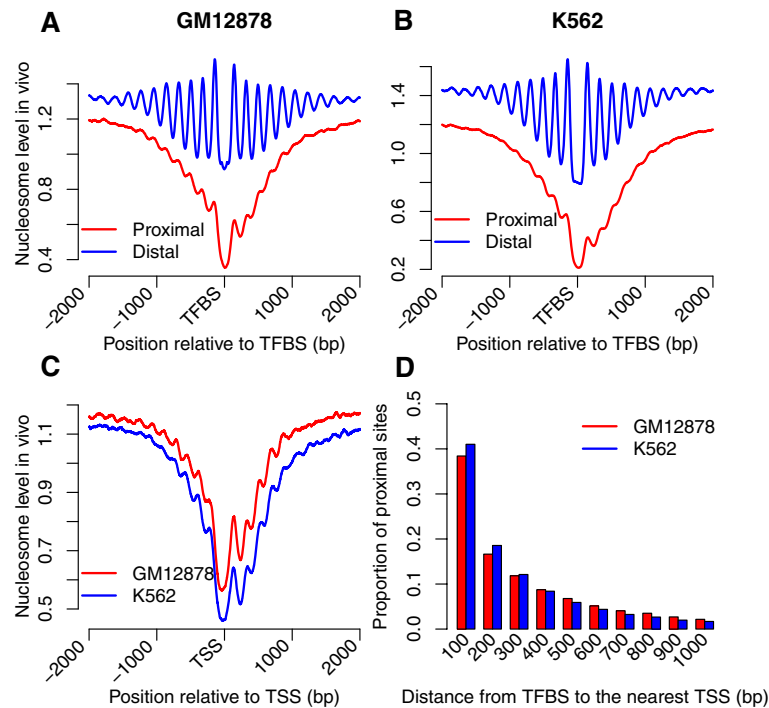 A
GM12878
Nucleosome level in vivo
0.4
0.8
1.2
Proximal
Distal
−2000
−1000
TFBS
1000
2000
Position relative to TFBS (bp)
B
K562
0.2
0.6
1.0
1.4
Proximal
Distal
−2000
−1000
TFBS
1000
2000
Position relative to TFBS (bp)
C
Nucleosome level in vivo
0.5
0.7
0.9
1.1
GM12878
K562
−2000
−1000
TSS
1000
2000
Position relative to TSS (bp)
D
Proportion of proximal sites
0.0
0.1
0.2
0.3
0.4
0.5
GM12878
K562
100
200
300
400
500
600
700
800
900
1000
Distance from TFBS to the nearest TSS (bp)